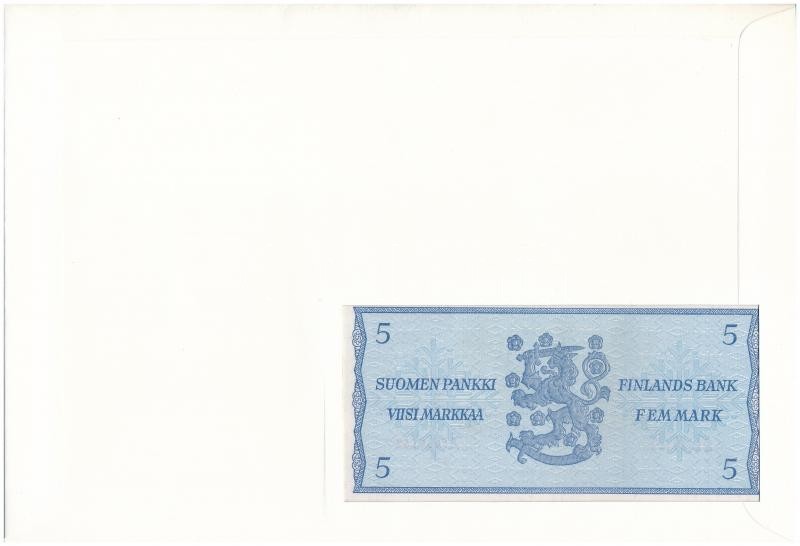 5 5
SUOMEN PANKKI FINLANDS BANK
VIISI MARKKAA FEM MARK
5 5